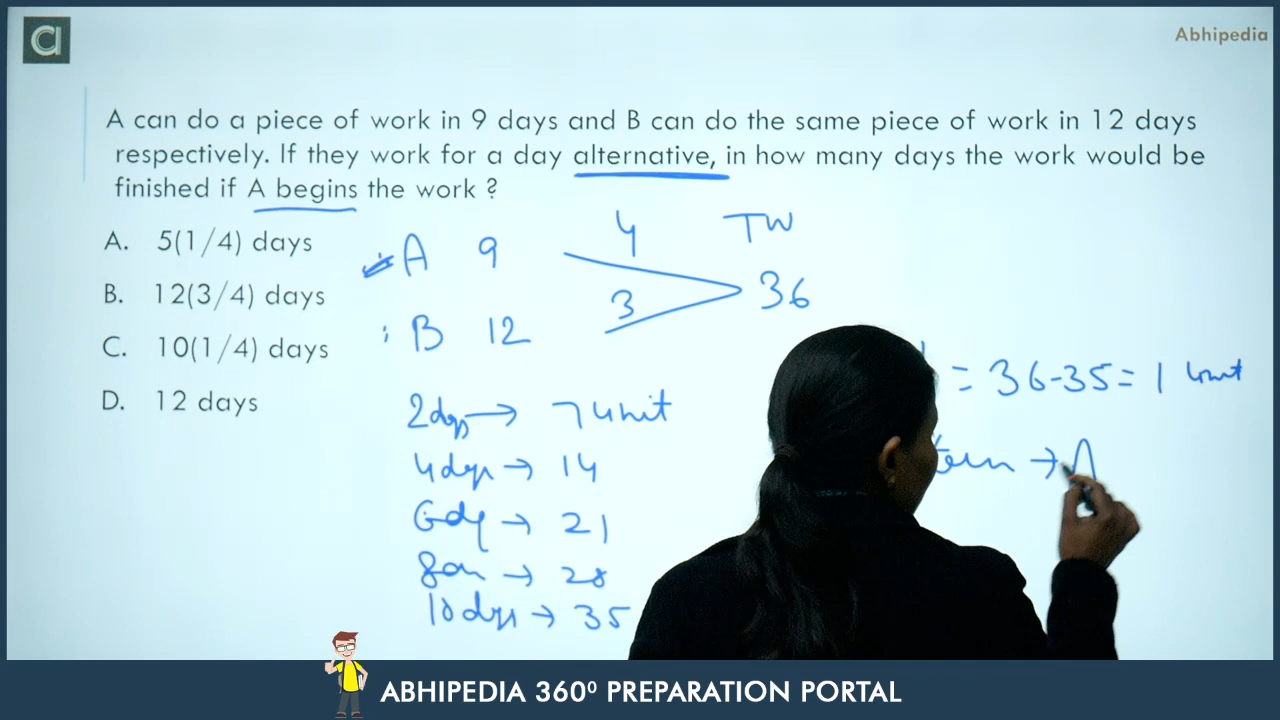 Abhipedia
A can do a piece of work in 9 days and B can do the same piece of work in 12 days
respectively. If they work for a day alternative, in how many days the work would be
finished if A begins the work ?
A. 5(1/4) days
B. 12(3/4) days
C. 10(1/4) days
D. 12 days
A 9 4 TW
36
B 12 3
= 36-35= 1 unit
2days → 7 unit
4days → 14
→ A
6dy → 21
→ 28
10days → 35
ABHIPEDIA 360⁰ PREPARATION PORTAL